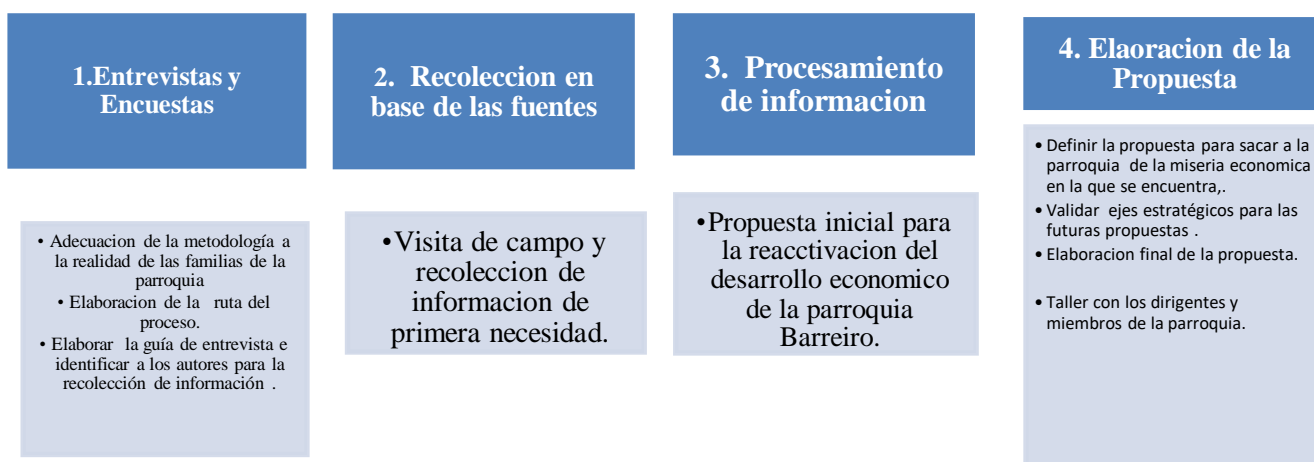 1.Entrevistas y
Encuestas
• Adecuacion de la metodología a
la realidad de las familias de la
parroquia
• Elaboracion de la ruta del
proceso.
• Elaborar la guía de entrevista e
identificar a los autores para la
recolección de información .
2. Recoleccion en
base de las fuentes
•Visita de campo y
recoleccion de
informacion de
primera necesidad.
3. Procesamiento
de informacion
•Propuesta inicial para
la reacctivacion del
desarrollo economico
de la parroquia
Barreiro.
4. Elaoracion de la
Propuesta
• Definir la propuesta para sacar a la
parroquia de la miseria economica
en la que se encuentra,.
• Validar ejes estratégicos para las
futuras propuestas .
• Elaboracion final de la propuesta.
• Taller con los dirigentes y
miembros de la parroquia.